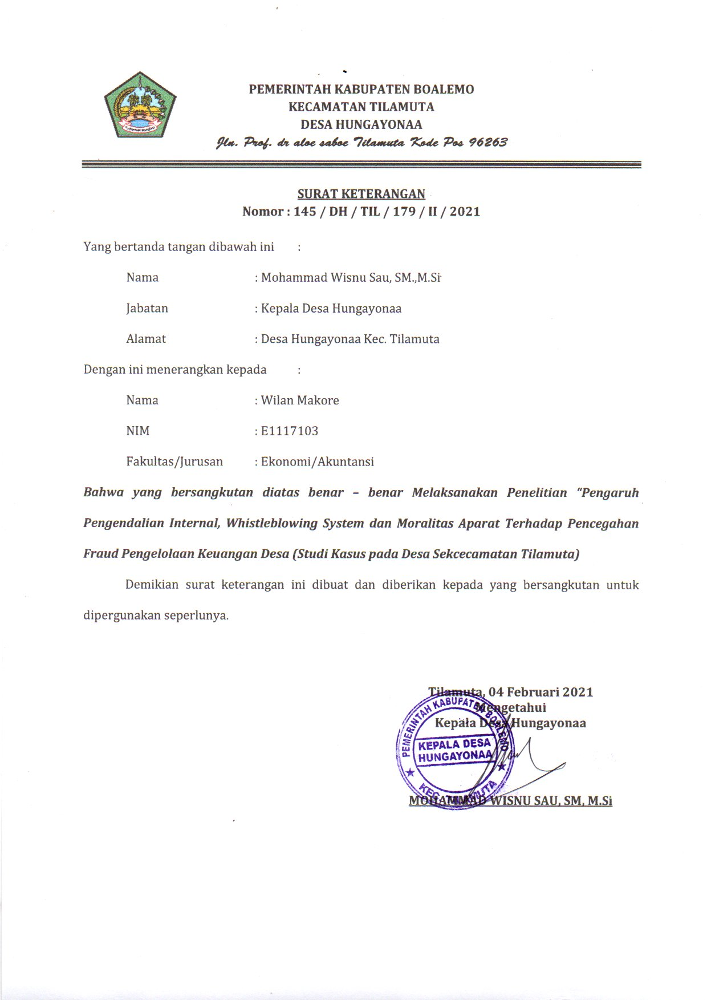 PEMERINTAH KABUPATEN BOALEMO
KECAMATAN TILAMUTA
DESA HUNGAYONAA
Jln. Prof. dr aloe saboe Tilamuta Kode Pos 96263
SURAT KETERANGAN
Nomor : 145 / DH / TIL / 179 / II / 2021
Yang bertanda tangan dibawah ini :
Nama : Mohammad Wisnu Sau, SM.,M.Si
Jabatan : Kepala Desa Hungayonaa
Alamat : Desa Hungayonaa Kec. Tilamuta
Dengan ini menerangkan kepada :
Nama : Wilan Makore
NIM : E1117103
Fakultas/Jurusan : Ekonomi/Akuntansi
Bahwa yang bersangkutan diatas benar – benar Melaksanakan Penelitian "Pengaruh
Pengendalian Internal, Whistleblowing System dan Moralitas Aparat Terhadap Pencegahan
Fraud Pengelolaan Keuangan Desa (Studi Kasus pada Desa Sekcecamatan Tilamuta)
Demikian surat keterangan ini dibuat dan diberikan kepada yang bersangkutan untuk
dipergunakan seperlunya.
Tilamuta, 04 Februari 2021
Mengetahui
Kepala Desa Hungayonaa
PEMERINTAH KABUPATEN BOALEMO
KEPALA DESA
HUNGAYONAA
KEC. TILAMUTA
MOHAMMAD WISNU SAU, SM, M.Si